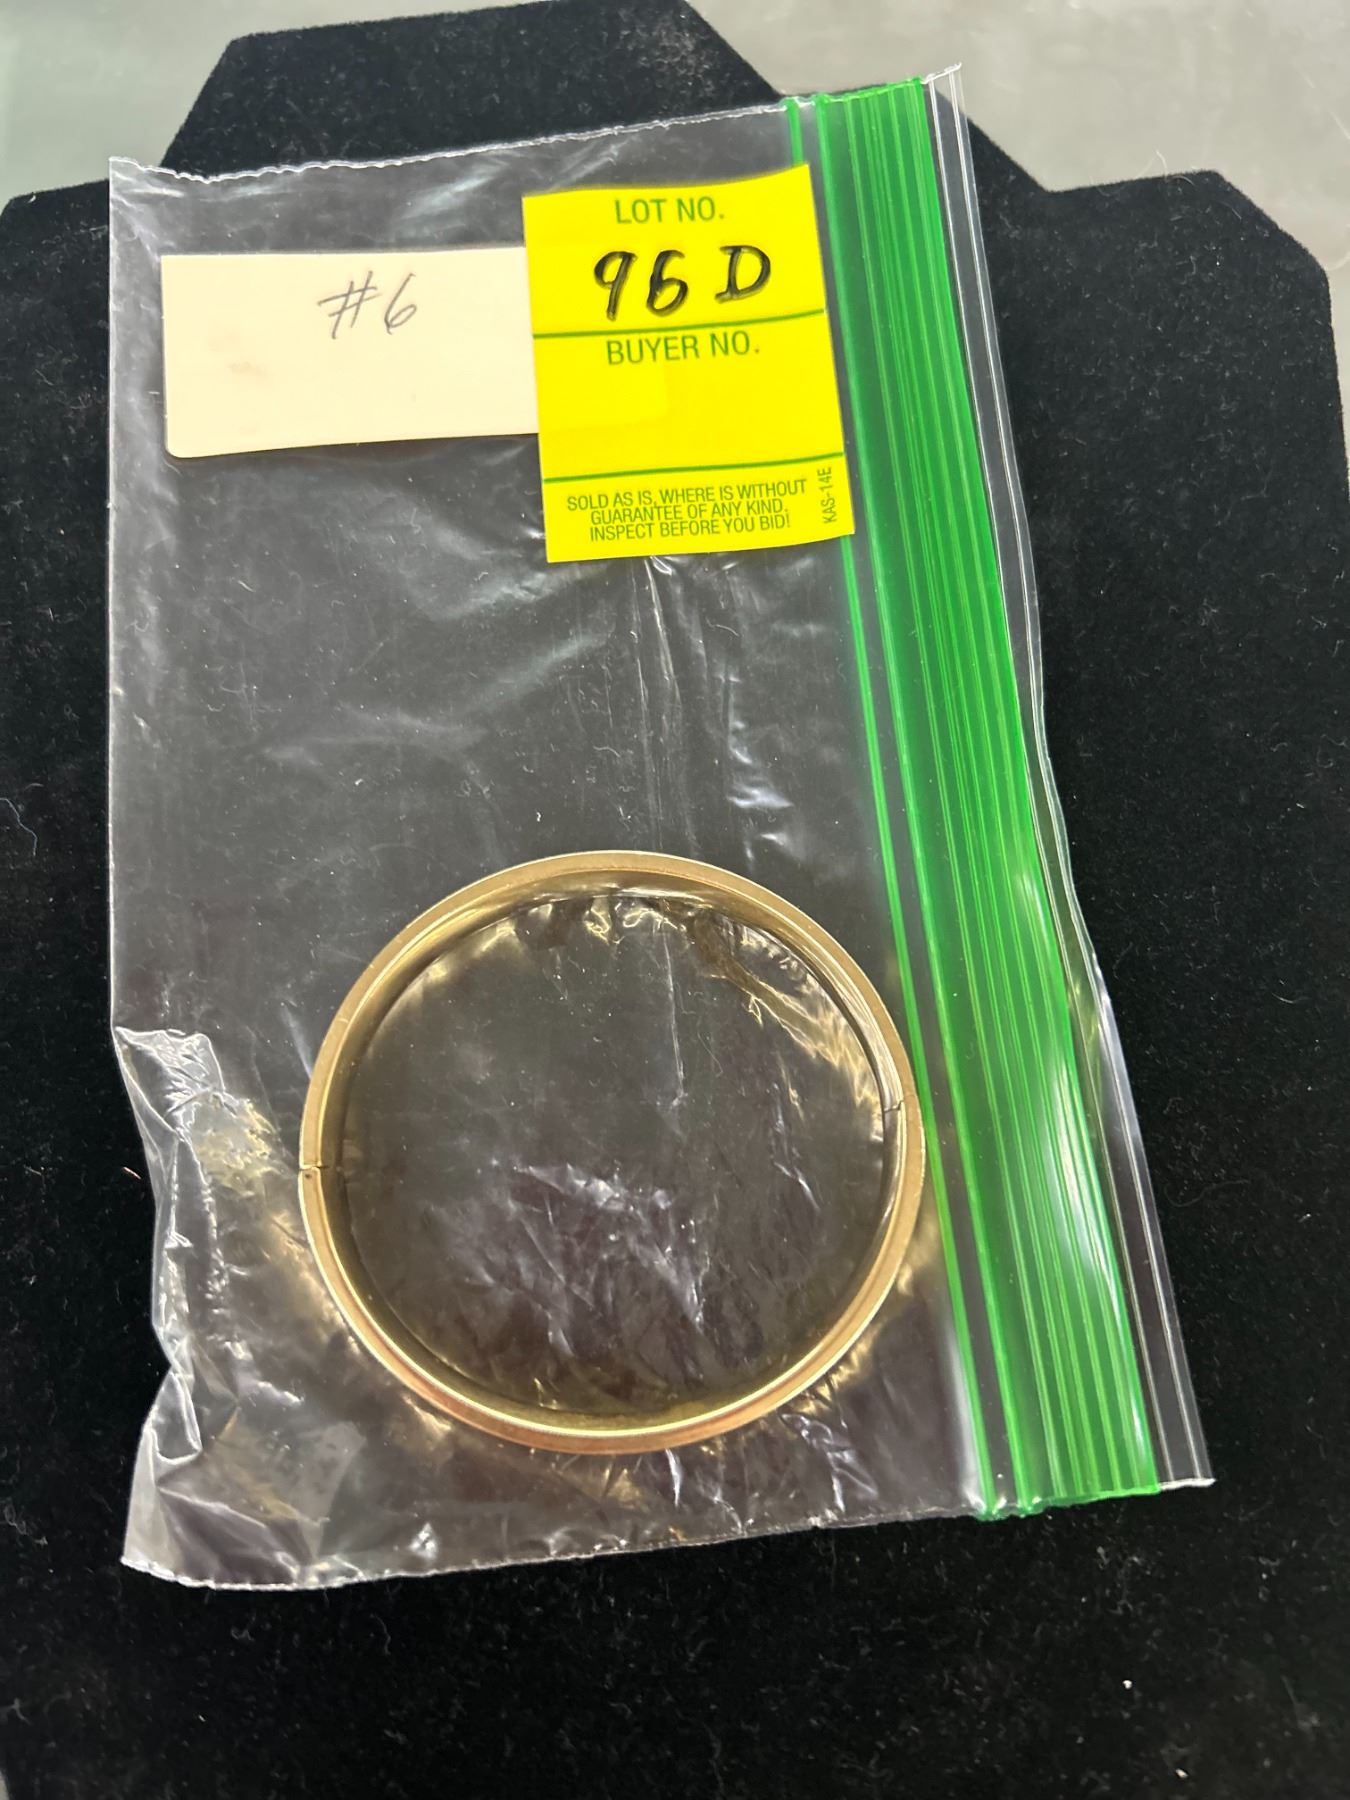 #6
LOT NO.
96 D
BUYER NO.
SOLD AS IS, WHERE IS WITHOUT
GUARANTEE OF ANY KIND.
INSPECT BEFORE YOU BID!
KAS-14E